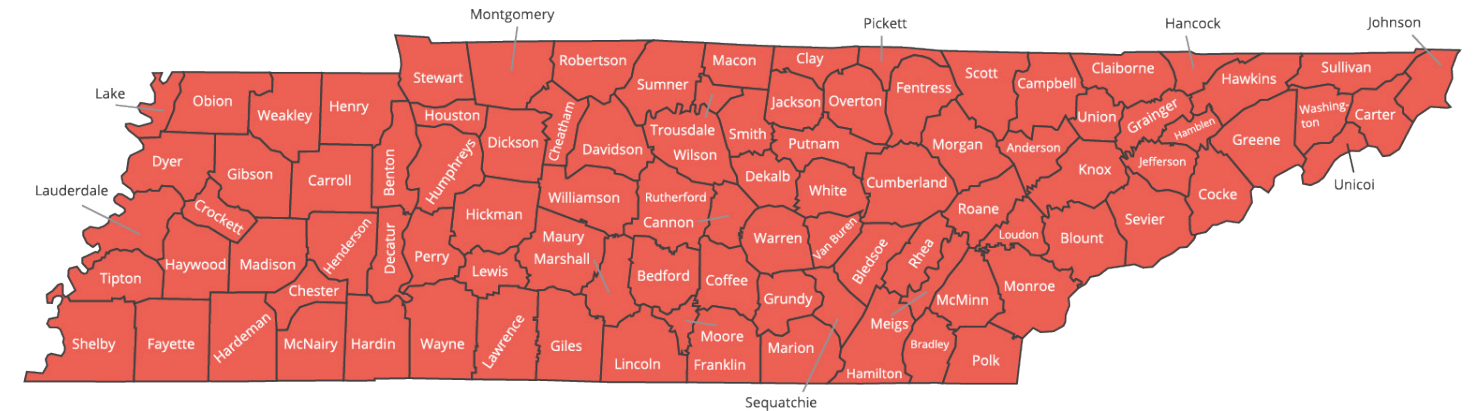 Montgomery
Pickett
Hancock
Johnson
Stewart
Robertson
Sumner
Macon
Clay
Fentress
Scott
Campbell
Claiborne
Hawkins
Sullivan
Lake
Obion
Weakley
Henry
Houston
Cheatham
Trousdale
Jackson
Overton
Union
Grainger
Hamblen
Washing-
ton
Carter
Dickson
Davidson
Wilson
Smith
Putnam
Morgan
Anderson
Knox
Jefferson
Greene
Unicoi
Dyer
Gibson
Carroll
Benton
Humphreys
Williamson
Rutherford
Cannon
Dekalb
White
Cumberland
Roane
Loudon
Blount
Sevier
Cocke
Lauderdale
Crockett
Henderson
Decatur
Perry
Hickman
Maury
Marshall
Warren
Van Buren
Bledsoe
Rhea
Tipton
Haywood
Madison
Chester
Lewis
Bedford
Coffee
Grundy
Meigs
McMinn
Monroe
Shelby
Fayette
Hardeman
McNairy
Hardin
Wayne
Lawrence
Giles
Lincoln
Moore
Franklin
Marion
Hamilton
Bradley
Polk
Sequatchie